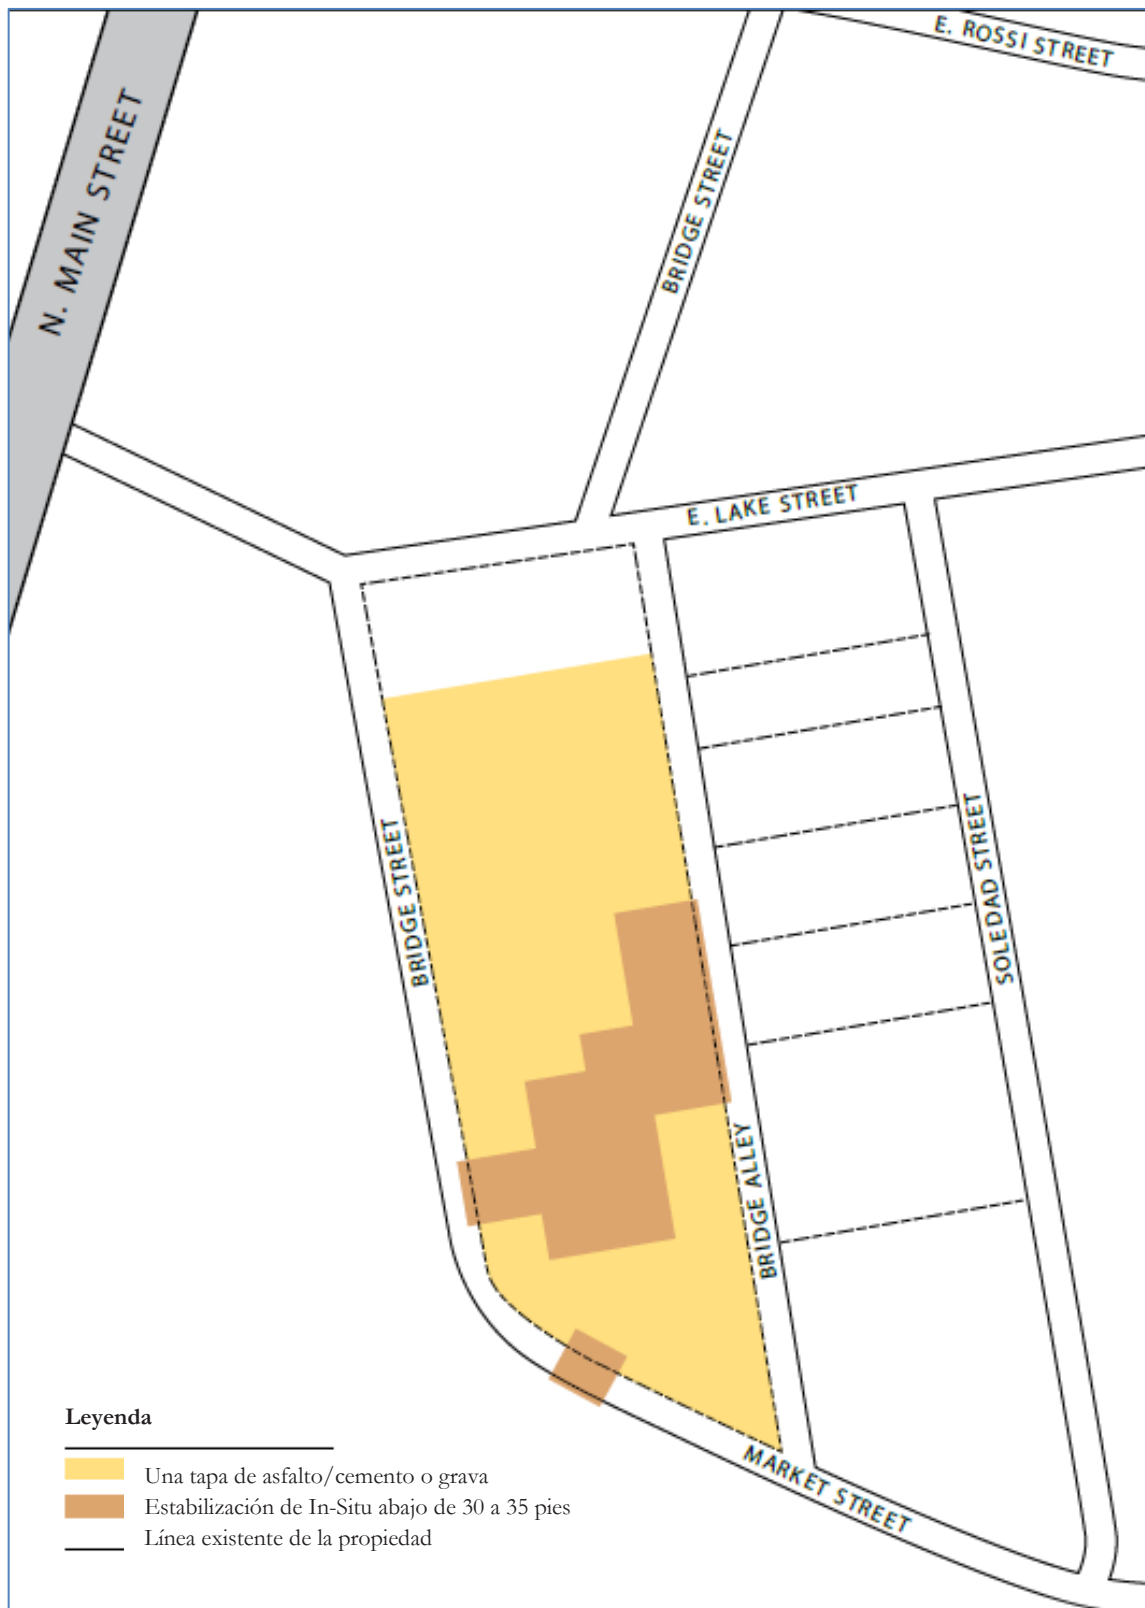 E. ROSSI STREET
N. MAIN STREET
BRIDGE STREET
E. LAKE STREET
BRIDGE STREET
SOLEDAD STREET
BRIDGE ALLEY
MARKET STREET
Leyenda
Una tapa de asfalto/cemento o grava
Estabilización de In-Situ abajo de 30 a 35 pies
Línea existente de la propiedad